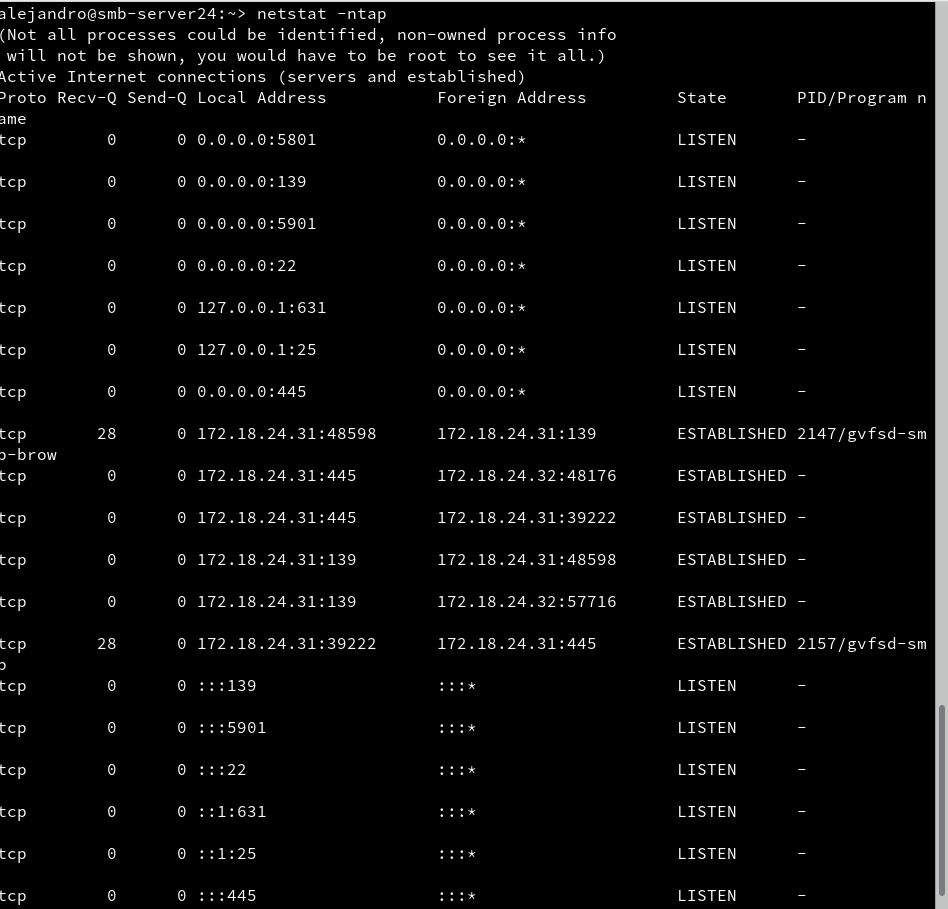 alejandro@smb-server24:~> netstat -ntap
(Not all processes could be identified, non-owned process info
 will not be shown, you would have to be root to see it all.)
Active Internet connections (servers and established)
Proto Recv-Q Send-Q Local Address           Foreign Address         State       PID/Program n
ame
tcp        0      0 0.0.0.0:5801            0.0.0.0:*               LISTEN      -
tcp        0      0 0.0.0.0:139             0.0.0.0:*               LISTEN      -
tcp        0      0 0.0.0.0:5901            0.0.0.0:*               LISTEN      -
tcp        0      0 0.0.0.0:22              0.0.0.0:*               LISTEN      -
tcp        0      0 127.0.0.1:631           0.0.0.0:*               LISTEN      -
tcp        0      0 127.0.0.1:25            0.0.0.0:*               LISTEN      -
tcp        0      0 0.0.0.0:445             0.0.0.0:*               LISTEN      -
tcp       28      0 172.18.24.31:48598      172.18.24.31:139        ESTABLISHED 2147/gvfsd-sm
b-brow
tcp        0      0 172.18.24.31:445        172.18.24.32:48176      ESTABLISHED -
tcp        0      0 172.18.24.31:445        172.18.24.31:39222      ESTABLISHED -
tcp        0      0 172.18.24.31:139        172.18.24.31:48598      ESTABLISHED -
tcp        0      0 172.18.24.31:139        172.18.24.32:57716      ESTABLISHED -
tcp       28      0 172.18.24.31:39222      172.18.24.31:445        ESTABLISHED 2157/gvfsd-sm
b
tcp        0      0 :::139                  :::*                    LISTEN      -
tcp        0      0 :::5901                 :::*                    LISTEN      -
tcp        0      0 :::22                   :::*                    LISTEN      -
tcp        0      0 ::1:631                 :::*                    LISTEN      -
tcp        0      0 ::1:25                  :::*                    LISTEN      -
tcp        0      0 :::445                  :::*                    LISTEN      -